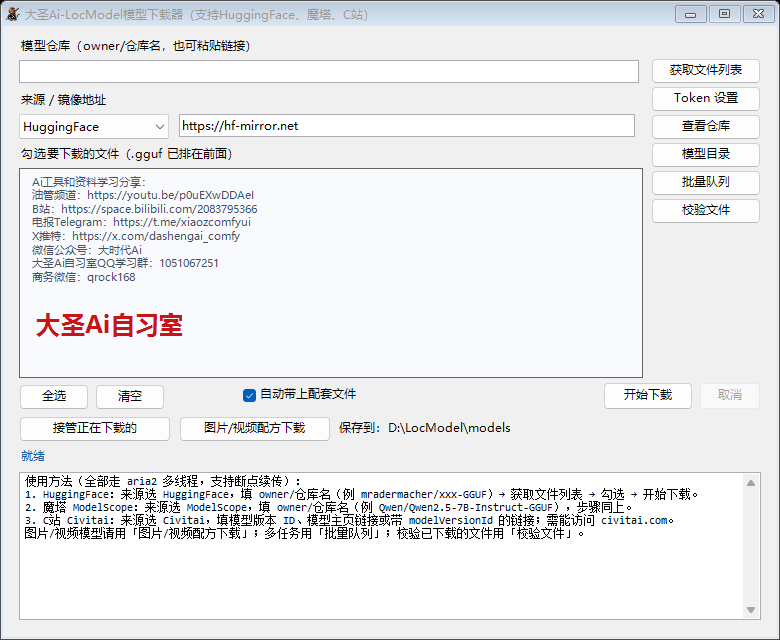 大圣Ai-LocModel模型下载器（支持HuggingFace、魔塔、C站）
模型仓库（owner/仓库名，也可粘贴链接）
获取文件列表
来源 / 镜像地址
Token 设置
HuggingFace
https://hf-mirror.net
查看仓库
勾选要下载的文件（.gguf 已排在前面）
模型目录
批量队列
校验文件
Ai工具和资料学习分享：
油管频道：https://youtu.be/p0uEXwDDAeI
B站：https://space.bilibili.com/2083795366
电报Telegram：https://t.me/xiaozcomfyui
X推特：https://x.com/dashengai_comfy
微信公众号：大时代Ai
大圣Ai自习室QQ学习群：1051067251
商务微信：qrock168
大圣Ai自习室
全选
清空
自动带上配套文件
开始下载
取消
接管正在下载的
图片/视频配方下载
保存到：D:\LocModel\models
就绪
使用方法（全部走 aria2 多线程，支持断点续传）：
1. HuggingFace：来源选 HuggingFace，填 owner/仓库名（例 mradermacher/xxx-GGUF）→ 获取文件列表 → 勾选 → 开始下载。
2. 魔塔 ModelScope：来源选 ModelScope，填 owner/仓库名（例 Qwen/Qwen2.5-7B-Instruct-GGUF），步骤同上。
3. C站 Civitai：来源选 Civitai，填模型版本 ID、模型主页链接或带 modelVersionId 的链接；需能访问 civitai.com。
图片/视频模型请用「图片/视频配方下载」；多任务用「批量队列」；校验已下载的文件用「校验文件」。